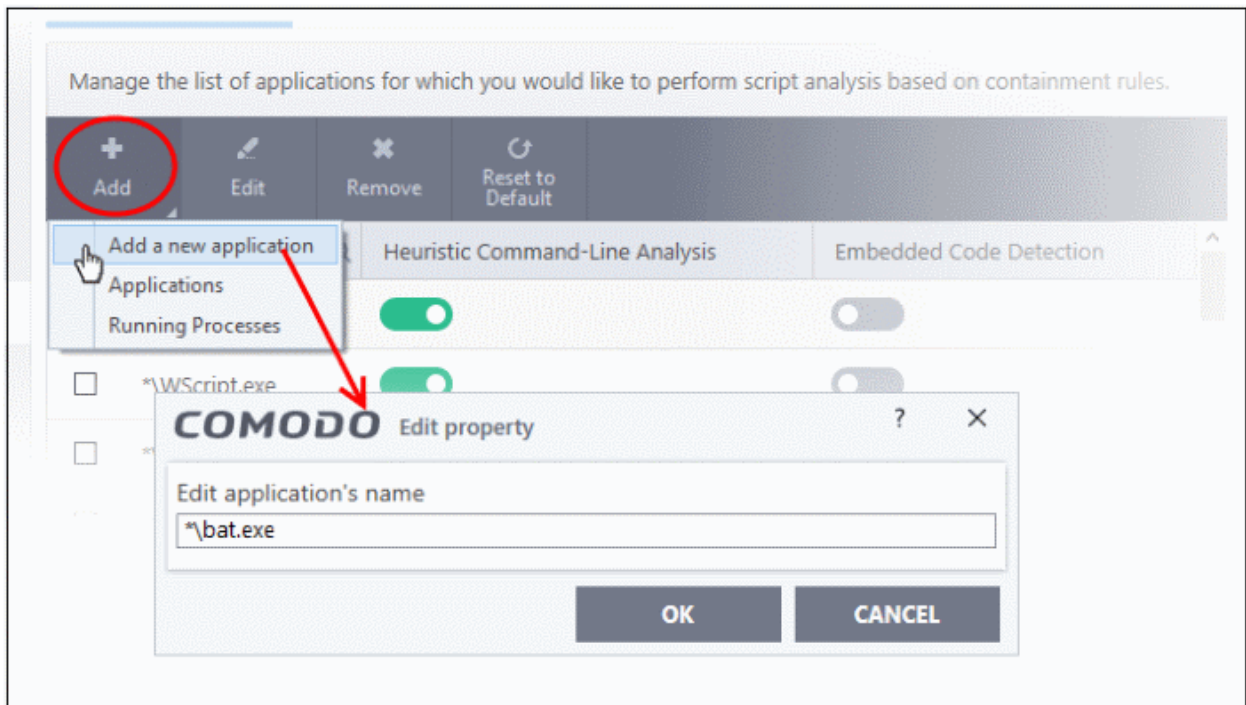 Manage the list of applications for which you would like to perform script analysis based on containment rules.
Add
Edit
Remove
Reset to
Default
Add a new application
Applications
Running Processes
Heuristic Command-Line Analysis
Embedded Code Detection
*\WScript.exe
COMODO Edit property
?
Edit application's name
*\bat.exe
OK
CANCEL